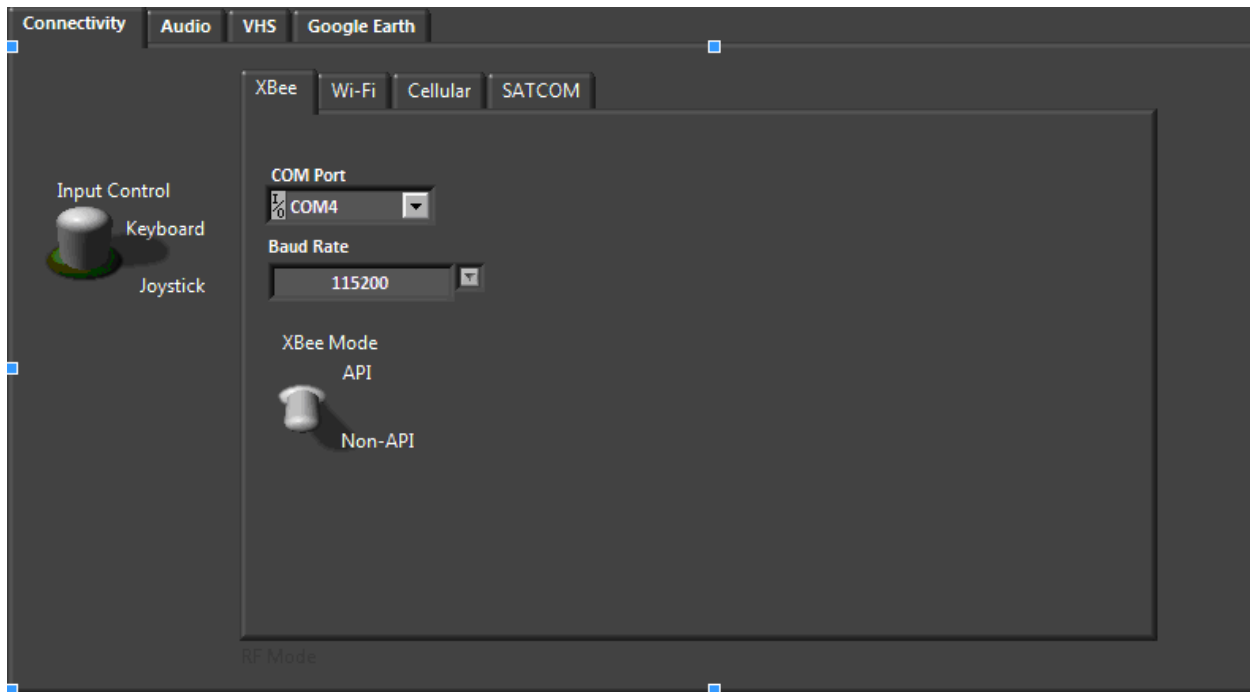 Connectivity Audio VHS Google Earth
XBee Wi-Fi Cellular SATCOM
COM Port
I/O COM4
Baud Rate
115200
Input Control
Keyboard
Joystick
XBee Mode
API
Non-API
RF Mode